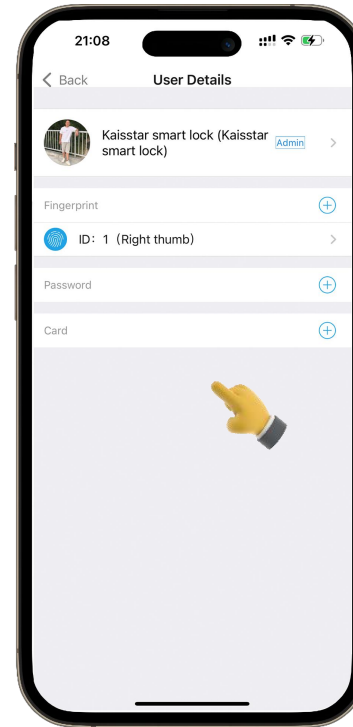 21:08
Back
User Details
Kaisstar smart lock (Kaisstar
smart lock)
Admin
Fingerprint
ID: 1 (Right thumb)
Password
Card